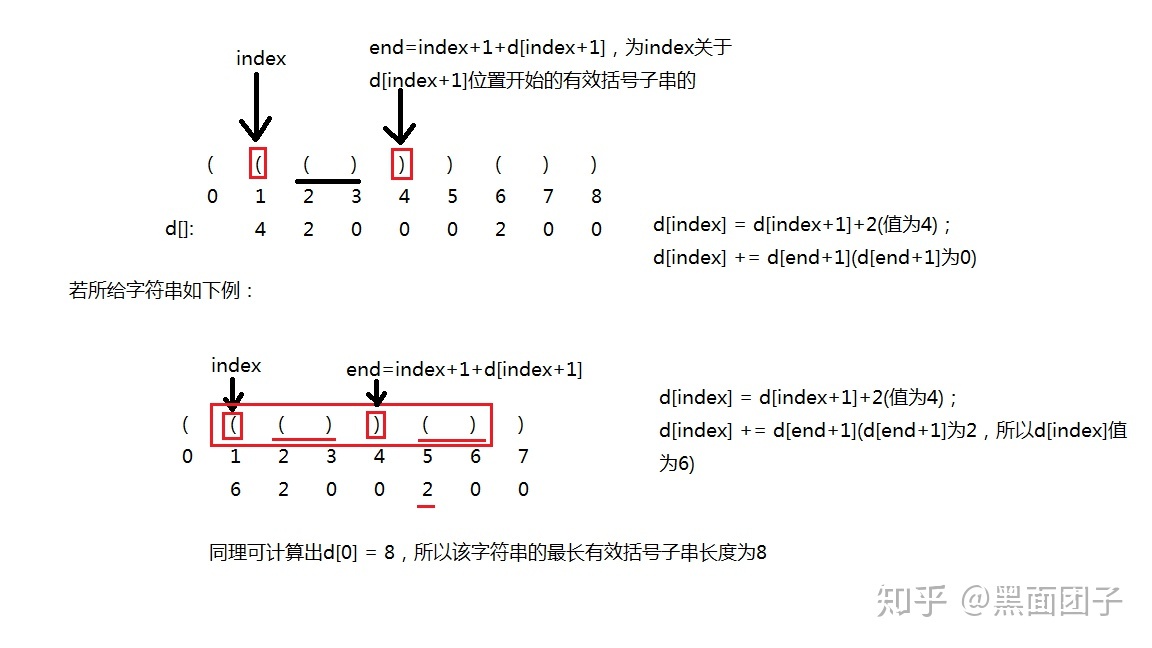 index
end=index+1+d[index+1]，为index关于
d[index+1]位置开始的有效括号子串的
( ( ( ) ) ) ( ) )
0 1 2 3 4 5 6 7 8
d[]: 4 2 0 0 0 2 0 0
d[index] = d[index+1]+2(值为4)；
d[index] += d[end+1](d[end+1]为0)
若所给字符串如下例：
index
end=index+1+d[index+1]
( ( ( ) ) ( ) )
0 1 2 3 4 5 6 7
6 2 0 0 2 0 0
d[index] = d[index+1]+2(值为4)；
d[index] += d[end+1](d[end+1]为2，所以d[index]值
为6)
同理可计算出d[0] = 8，所以该字符串的最长有效括号子串长度为8
知乎 @黑面团子